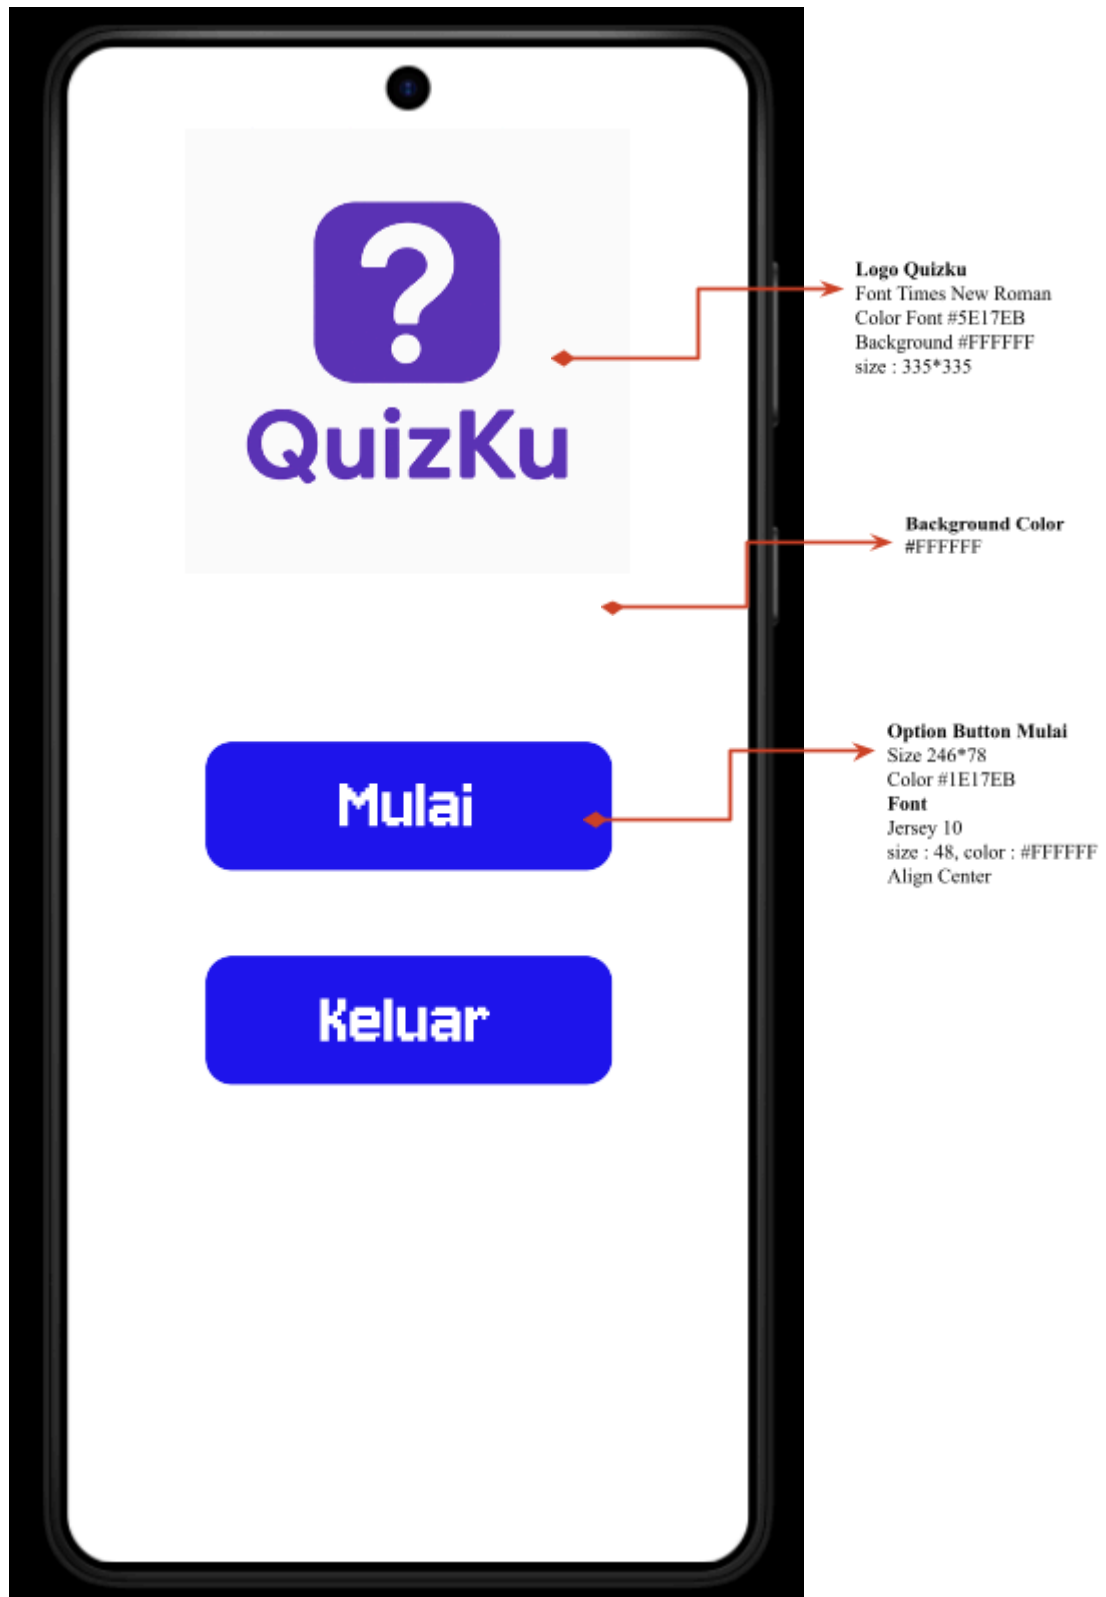 ?
QuizKu
Logo Quizku
Font Times New Roman
Color Font #5E17EB
Background #FFFFFF
size : 335*335
Background Color
#FFFFFF
Mulai
Option Button Mulai
Size 246*78
Color #1E17EB
Font
Jersey 10
size : 48, color : #FFFFFF
Align Center
Keluar